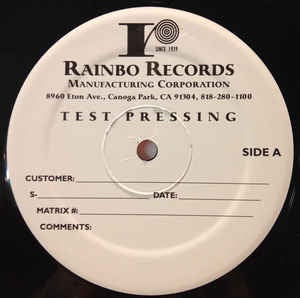 r
SINCE 1939
RAINBO RECORDS
MANUFACTURING CORPORATION
8960 Eton Ave., Canoga Park, CA 91304, 818-280-1100
TEST PRESSING
SIDE A
CUSTOMER:
S- DATE:
MATRIX #:
COMMENTS: